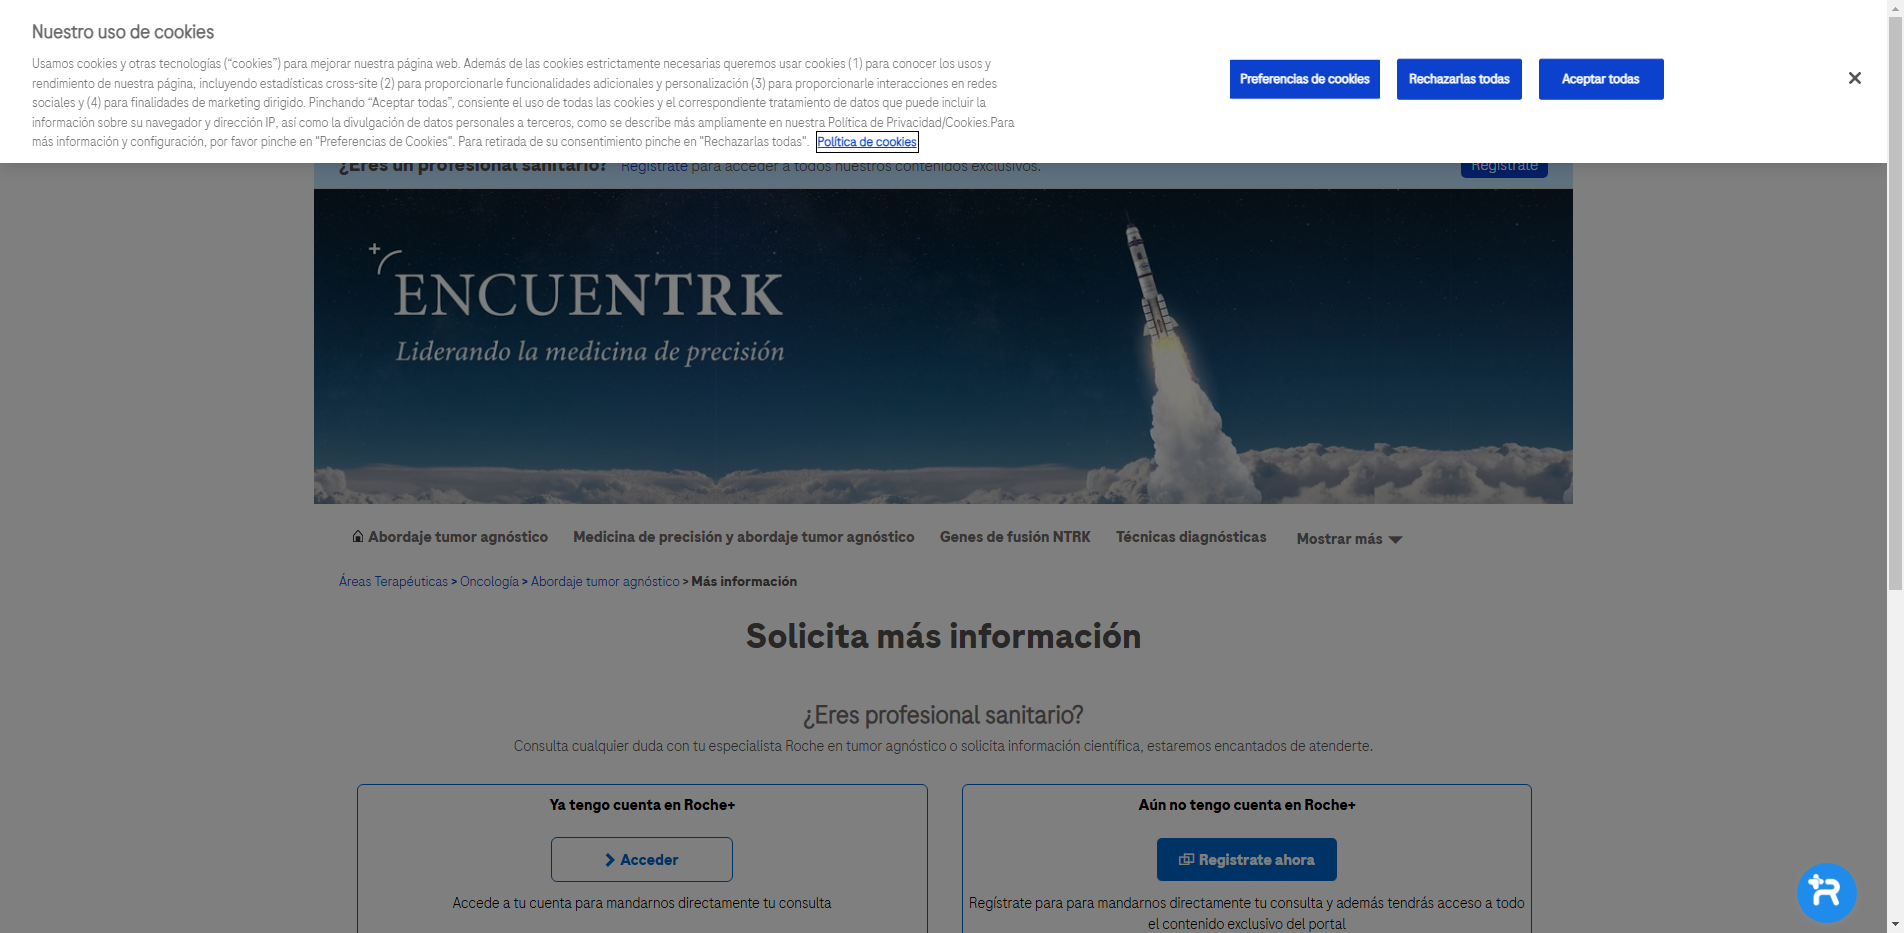 Nuestro uso de cookies
Usamos cookies y otras tecnologías (“cookies”) para mejorar nuestra página web. Además de las cookies estrictamente necesarias queremos usar cookies (1) para conocer los usos y
rendimiento de nuestra página, incluyendo estadísticas cross-site (2) para proporcionarle funcionalidades adicionales y personalización (3) para proporcionarle interacciones en redes
sociales y (4) para finalidades de marketing dirigido. Pinchando “Aceptar todas”, consiente el uso de todas las cookies y el correspondiente tratamiento de datos que puede incluir la
información sobre su navegador y dirección IP, así como la divulgación de datos personales a terceros, como se describe más ampliamente en nuestra Política de Privacidad/Cookies.Para
más información y configuración, por favor pinche en "Preferencias de Cookies". Para retirada de su consentimiento pinche en "Rechazarlas todas". Política de cookies
Preferencias de cookies Rechazarlas todas Aceptar todas
¿Eres un profesional sanitario? Regístrate para acceder a todos nuestros contenidos exclusivos. Regístrate
ENCUENTRK
Liderando la medicina de precisión
Abordaje tumor agnóstico Medicina de precisión y abordaje tumor agnóstico Genes de fusión NTRK Técnicas diagnósticas Mostrar más
Áreas Terapéuticas > Oncología > Abordaje tumor agnóstico > Más información
Solicita más información
¿Eres profesional sanitario?
Consulta cualquier duda con tu especialista Roche en tumor agnóstico o solicita información científica, estaremos encantados de atenderte.
Ya tengo cuenta en Roche+
Acceder
Accede a tu cuenta para mandarnos directamente tu consulta
Aún no tengo cuenta en Roche+
Registrate ahora
Regístrate para para mandarnos directamente tu consulta y además tendrás acceso a todo
el contenido exclusivo del portal